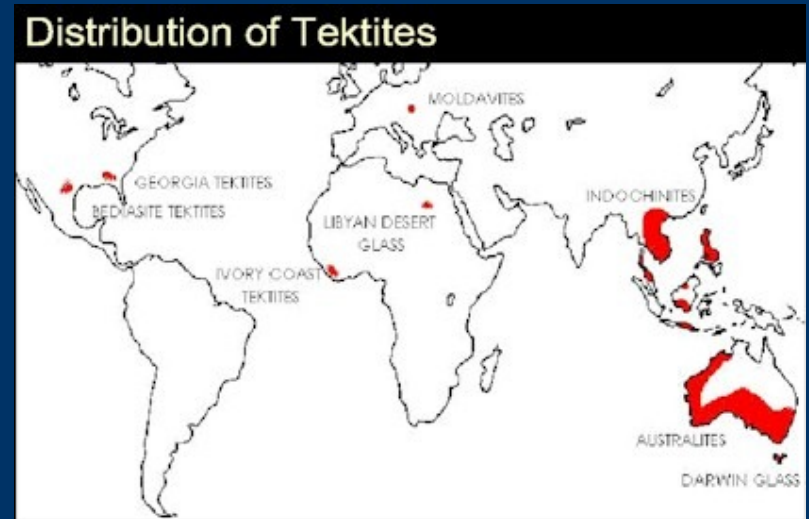 Distribution of Tektites
MOLDAVITES
GEORGIA TEKTITES
BEDIASITE TEKTITES
INDOCHINITES
LIBYAN DESERT
GLASS
IVORY COAST
TEKTITES
AUSTRALITES
DARWIN GLASS